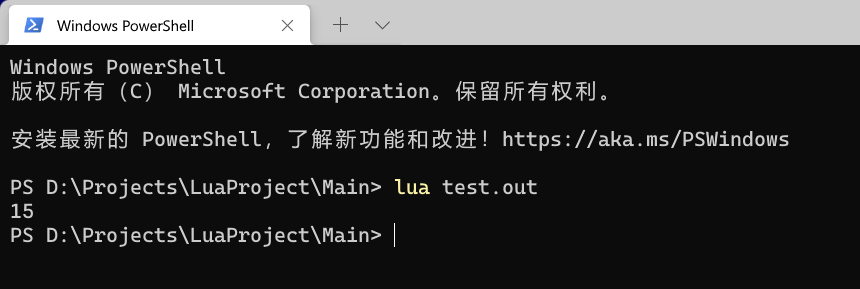 Windows PowerShell
Windows PowerShell
版权所有（C） Microsoft Corporation。保留所有权利。
安装最新的 PowerShell，了解新功能和改进！https://aka.ms/PSWindows
PS D:\Projects\LuaProject\Main> lua test.out
15
PS D:\Projects\LuaProject\Main>